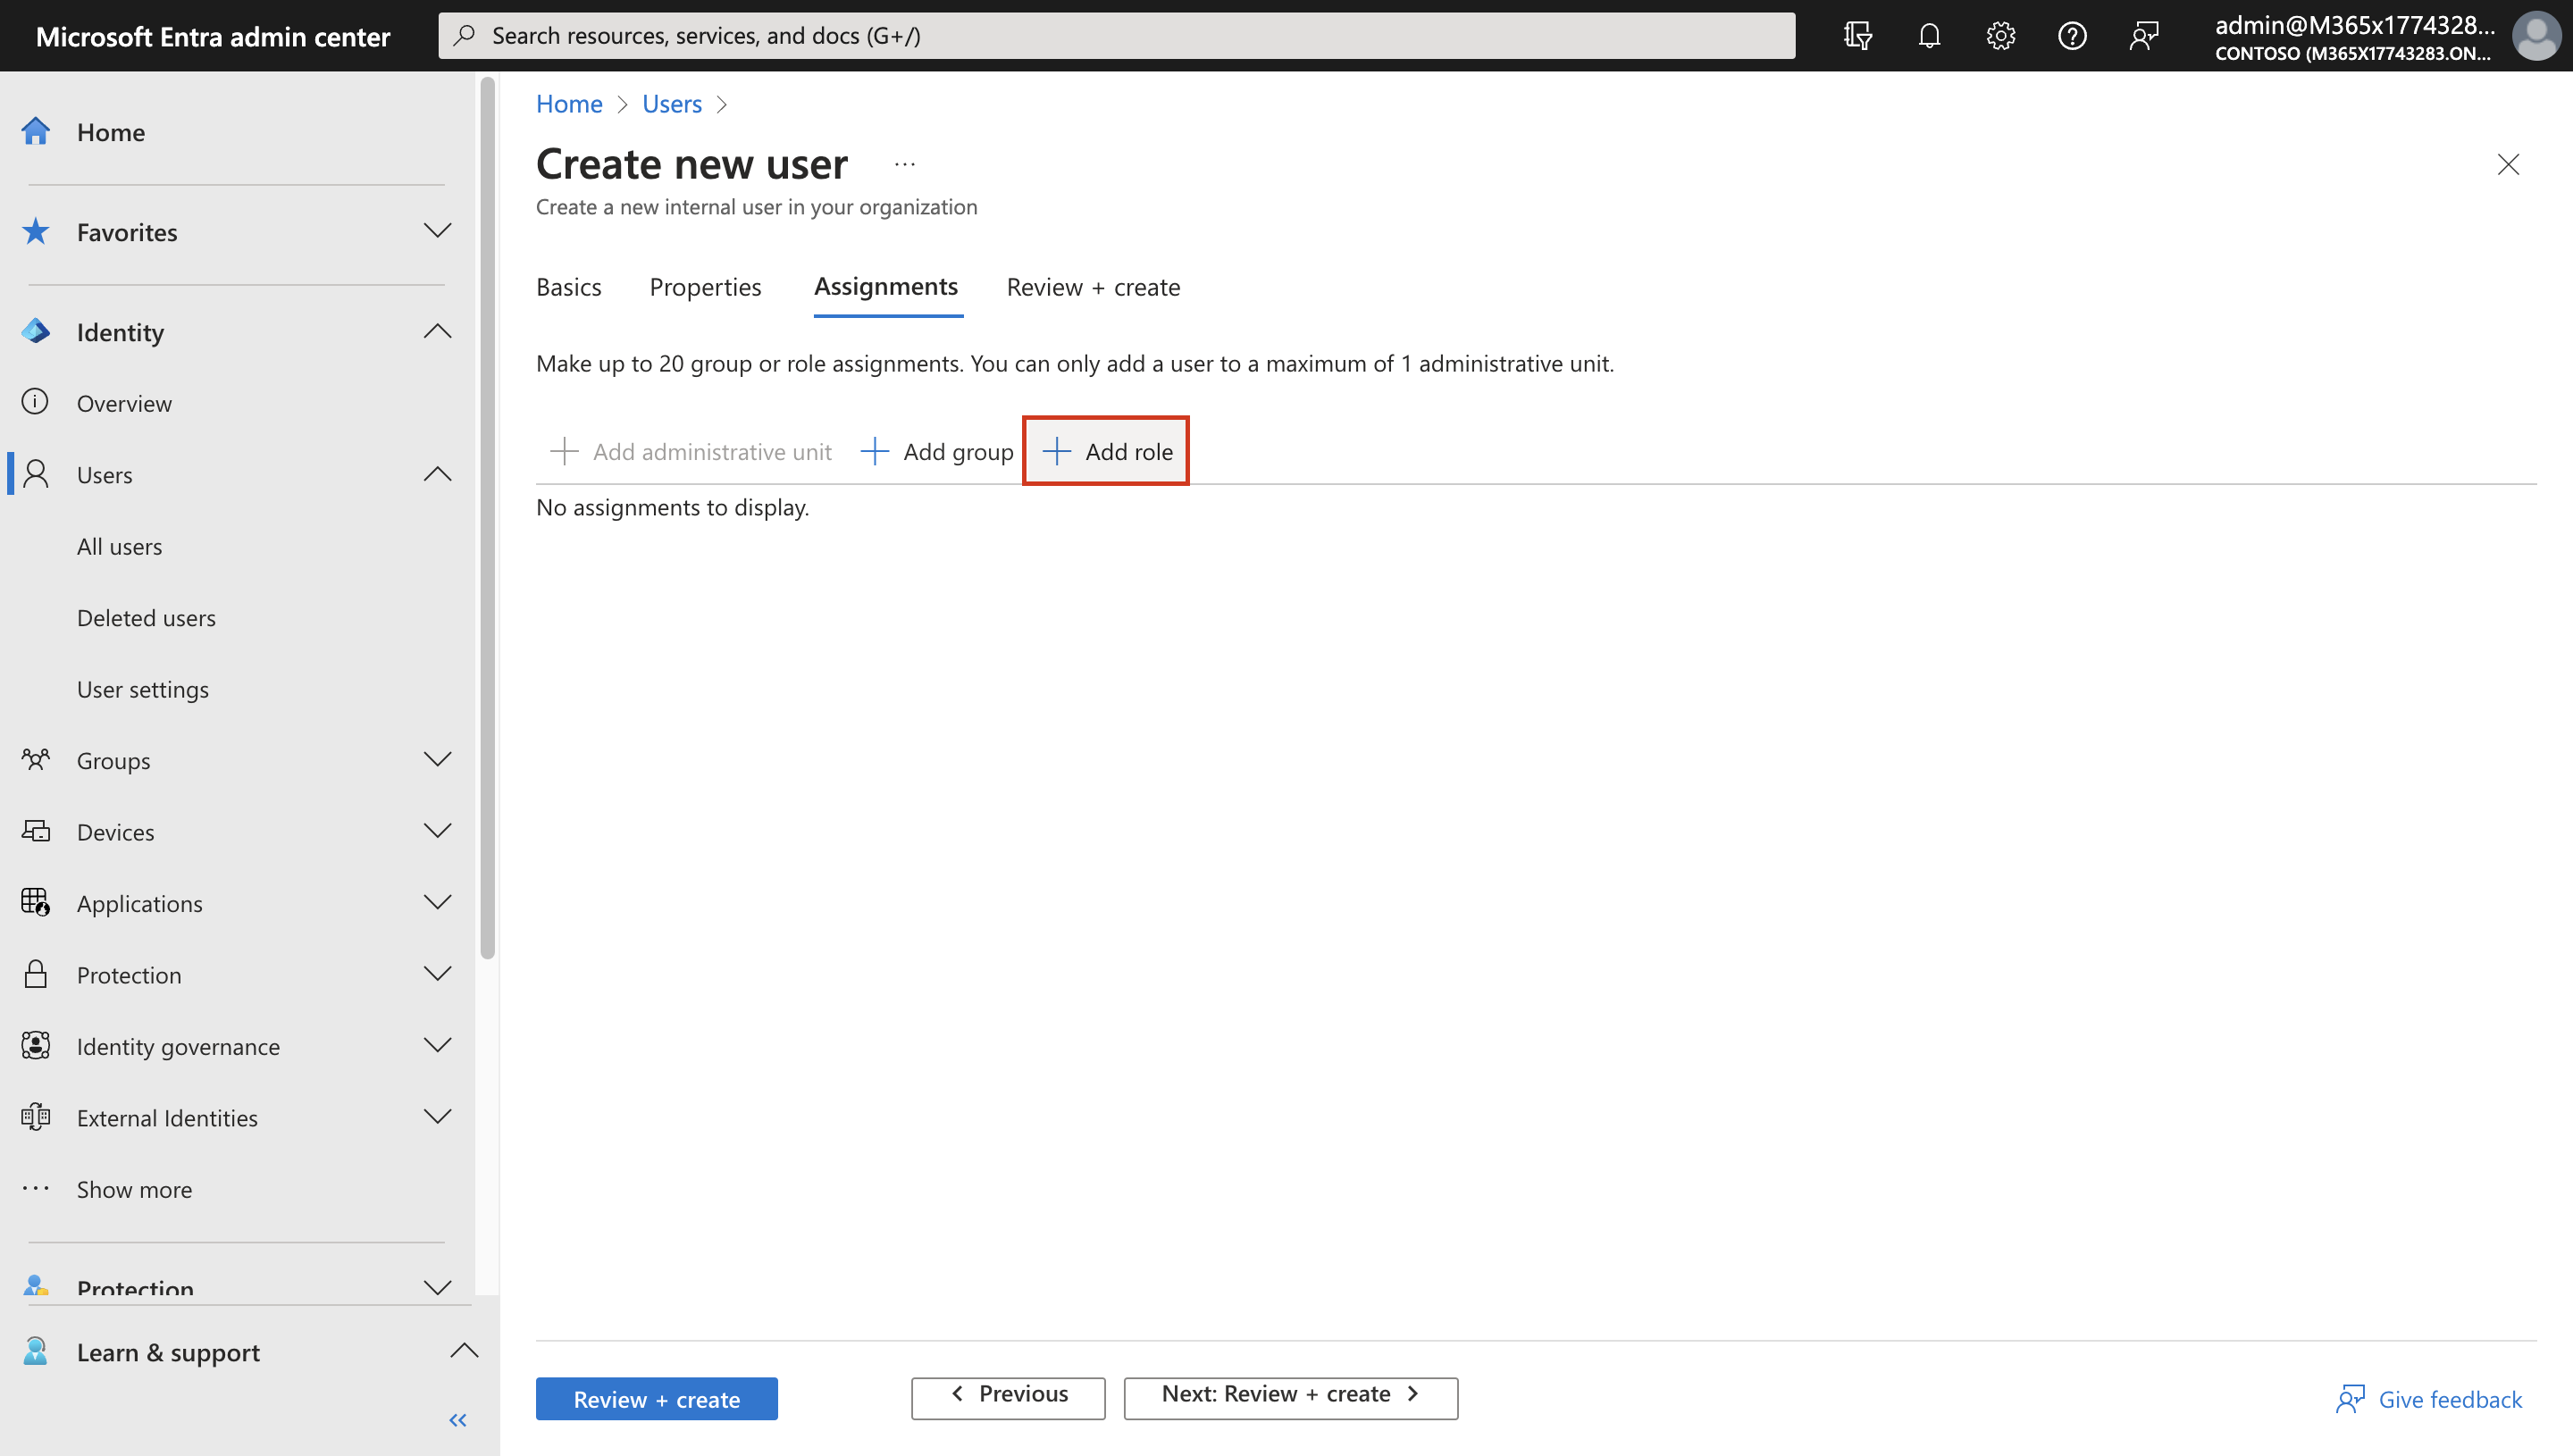 Microsoft Entra admin center
Search resources, services, and docs (G+/)
admin@M365x1774328...
CONTOSO (M365X17743283.ON...
Home
Favorites
Identity
Overview
Users
All users
Deleted users
User settings
Groups
Devices
Applications
Protection
Identity governance
External Identities
Show more
Protection
Learn & support
Home > Users >
Create new user ...
Create a new internal user in your organization
Basics Properties Assignments Review + create
Make up to 20 group or role assignments. You can only add a user to a maximum of 1 administrative unit.
Add administrative unit Add group Add role
No assignments to display.
Review + create Previous Next: Review + create Give feedback